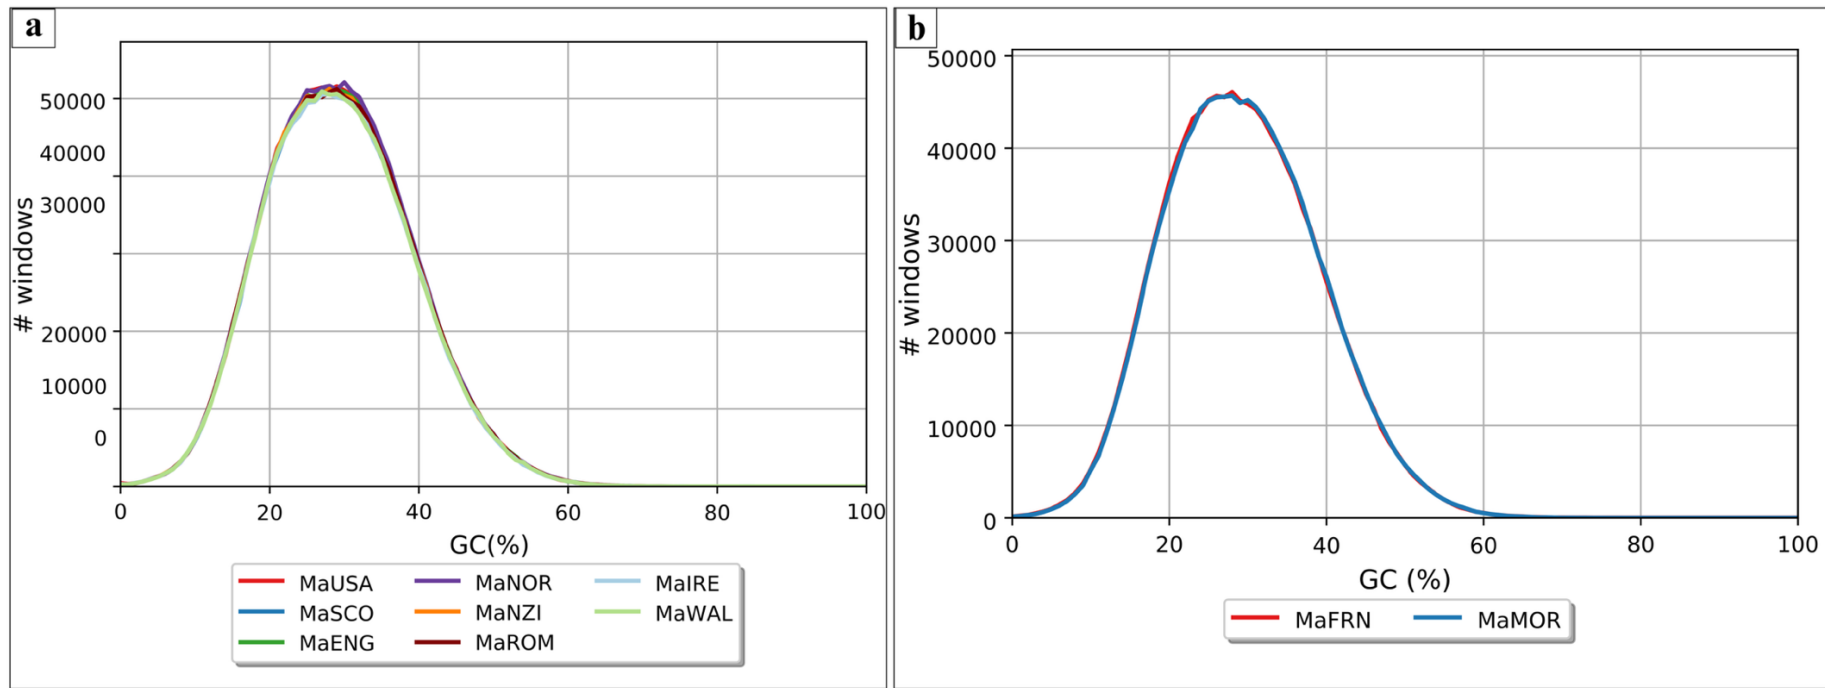 a
50000
40000
30000
20000
10000
0
# windows
0 20 40 60 80 100
GC(%)
MaUSA MaNOR MaIRE
MaSCO MaNZI MaWAL
MaENG MaROM
b
50000
40000
30000
20000
10000
0
# windows
0 20 40 60 80 100
GC (%)
MaFRN MaMOR